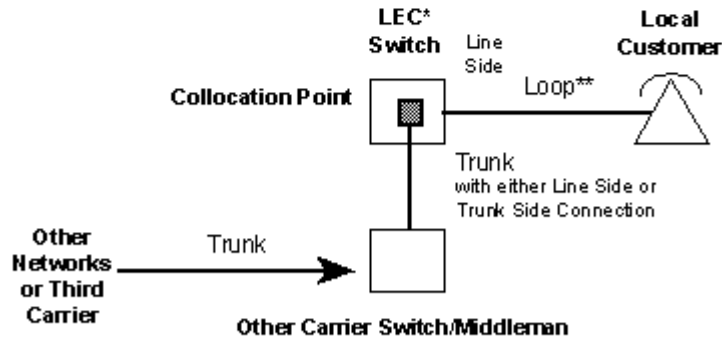 LEC*
Switch
Local
Customer
Line
Side
Collocation Point
Loop**
Trunk
with either Line Side or
Trunk Side Connection
Other
Networks
or Third
Carrier
Trunk
Other Carrier Switch/Middleman